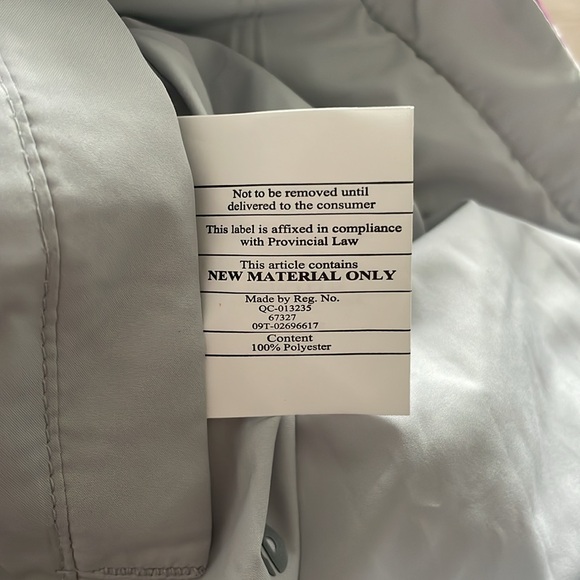 Not to be removed until
delivered to the consumer
This label is affixed in compliance
with Provincial Law
This article contains
NEW MATERIAL ONLY
Made by Reg. No.
QC-013235
67327
09T-02696617
Content
100% Polyester